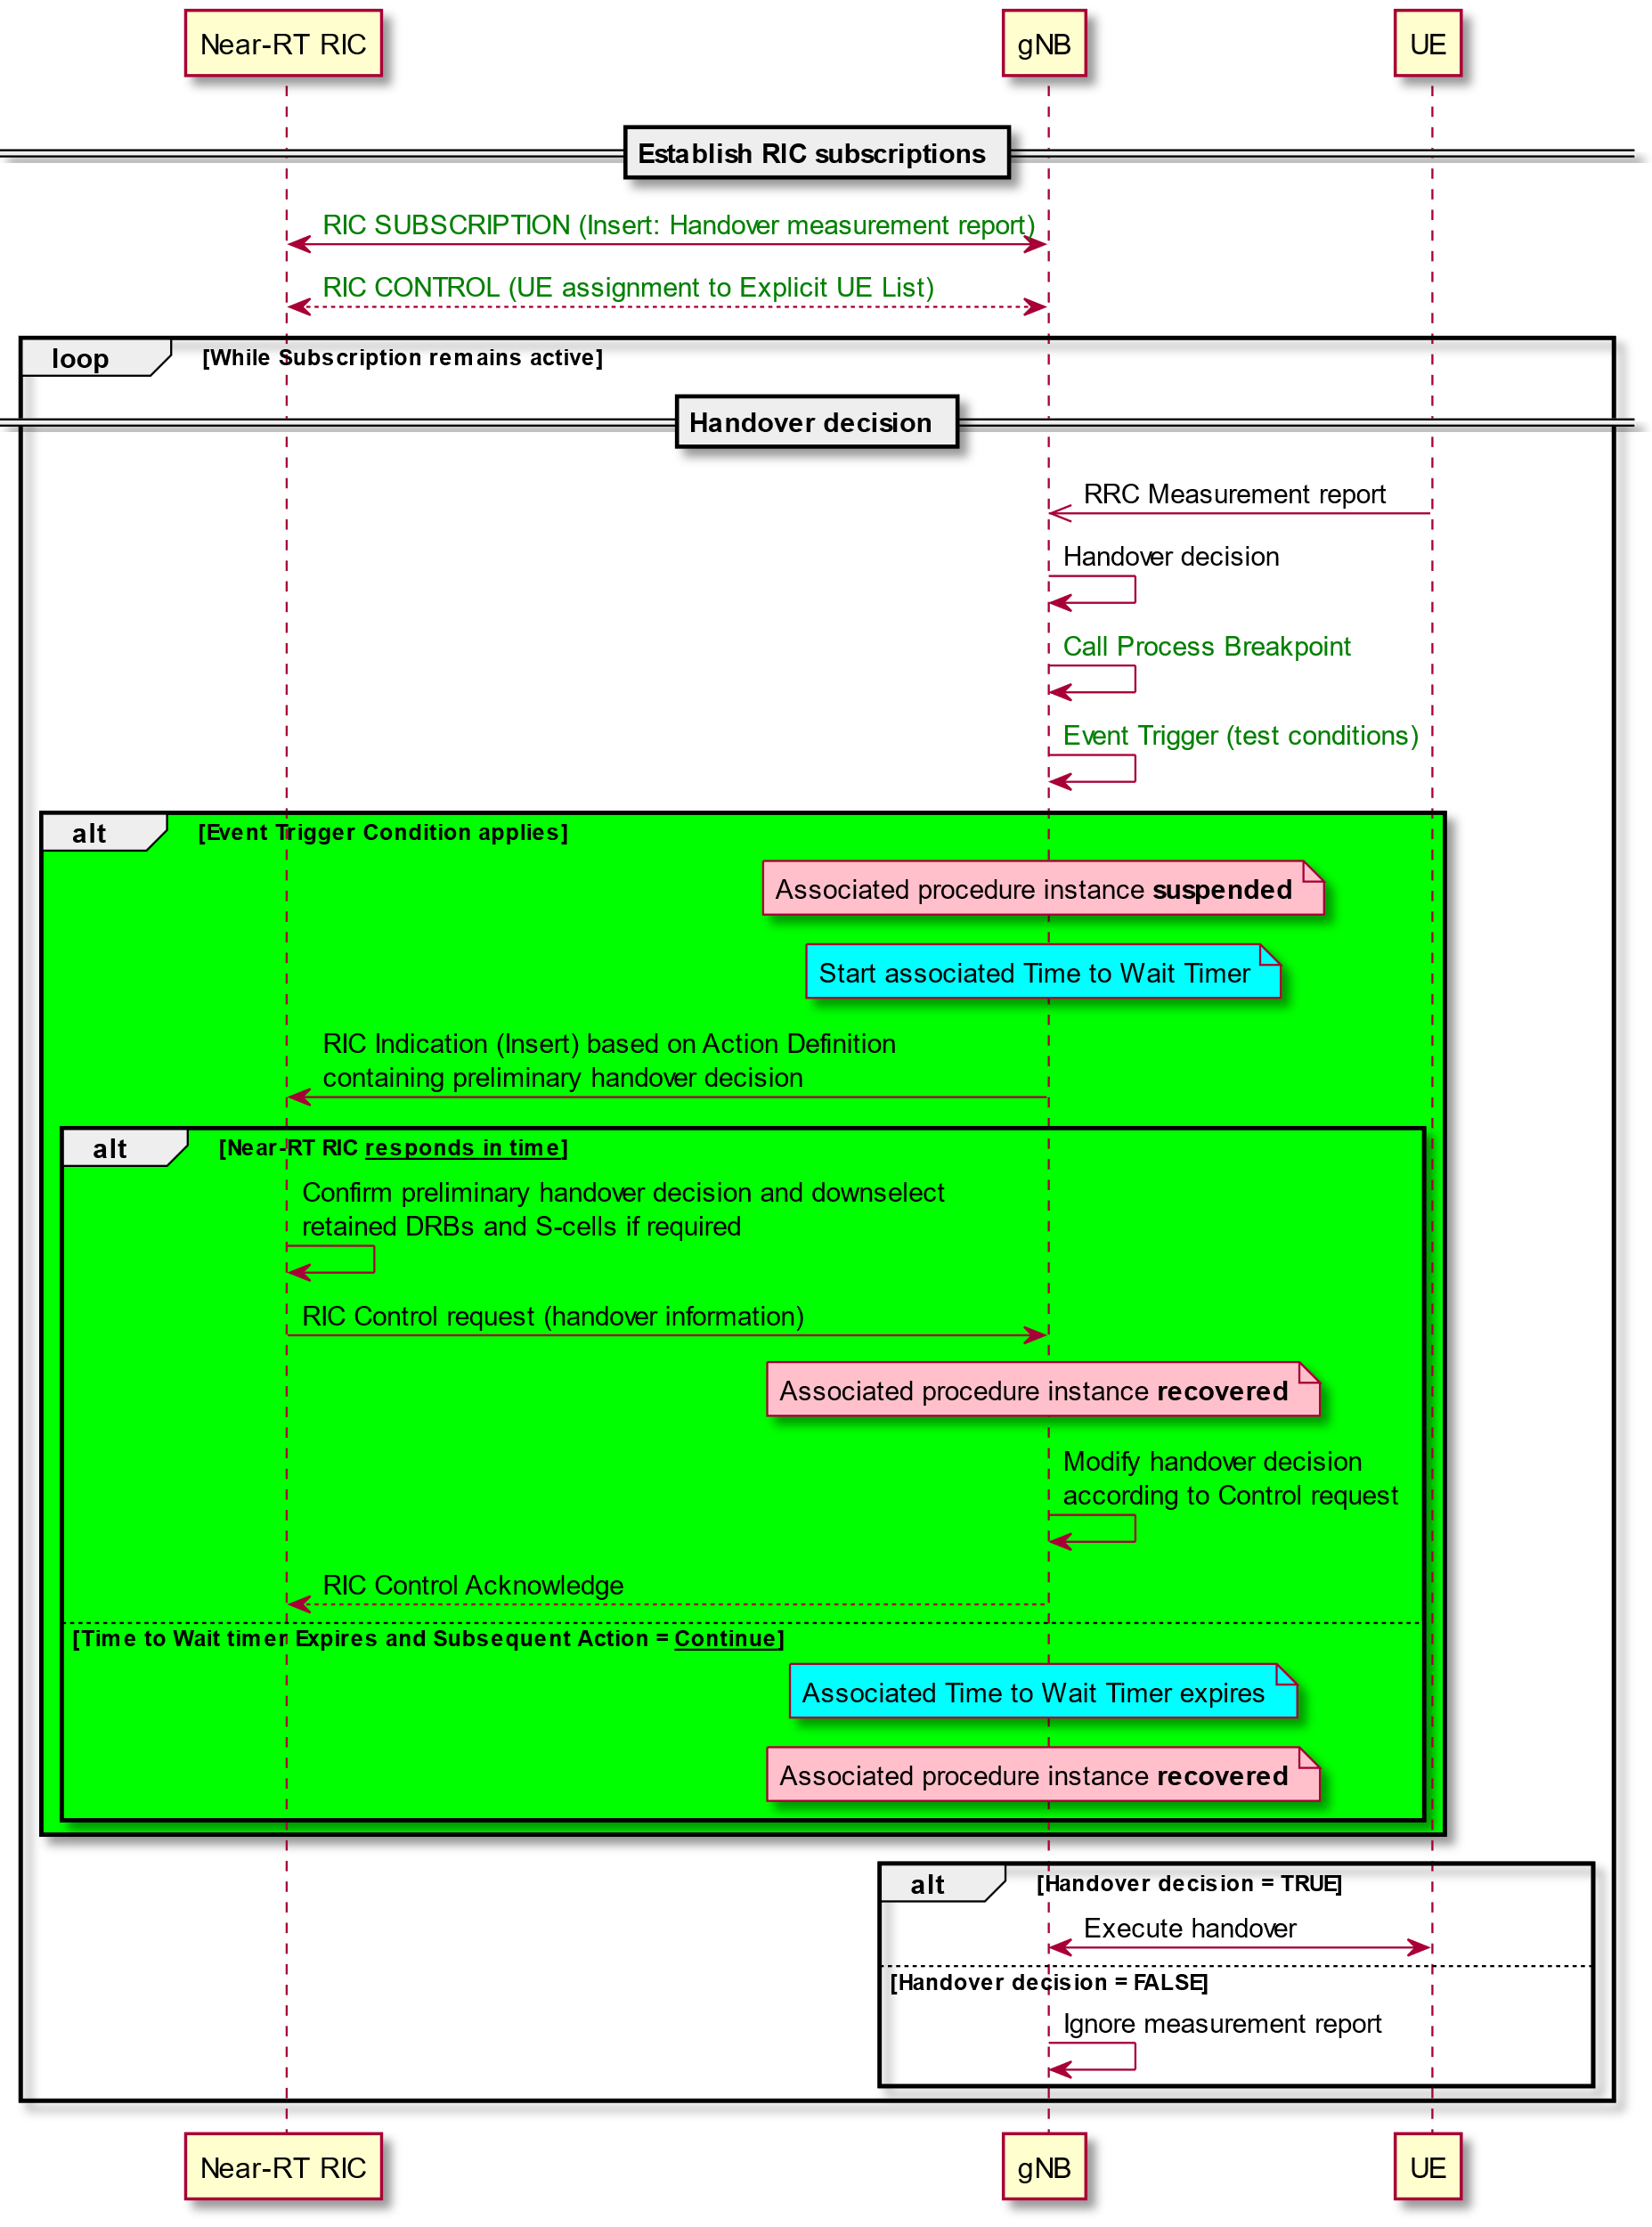 Near-RT RIC
gNB
UE
Establish RIC subscriptions
RIC SUBSCRIPTION (Insert: Handover measurement report)
RIC CONTROL (UE assignment to Explicit UE List)
loop
[While Subscription remains active]
Handover decision
RRC Measurement report
Handover decision
Call Process Breakpoint
Event Trigger (test conditions)
alt
[Event Trigger Condition applies]
Associated procedure instance suspended
Start associated Time to Wait Timer
RIC Indication (Insert) based on Action Definition
containing preliminary handover decision
alt
[Near-RT RIC responds in time]
Confirm preliminary handover decision and downselect
retained DRBs and S-cells if required
RIC Control request (handover information)
Associated procedure instance recovered
Modify handover decision
according to Control request
RIC Control Acknowledge
[Time to Wait timer Expires and Subsequent Action = Continue]
Associated Time to Wait Timer expires
Associated procedure instance recovered
alt
[Handover decision = TRUE]
Execute handover
[Handover decision = FALSE]
Ignore measurement report
Near-RT RIC
gNB
UE